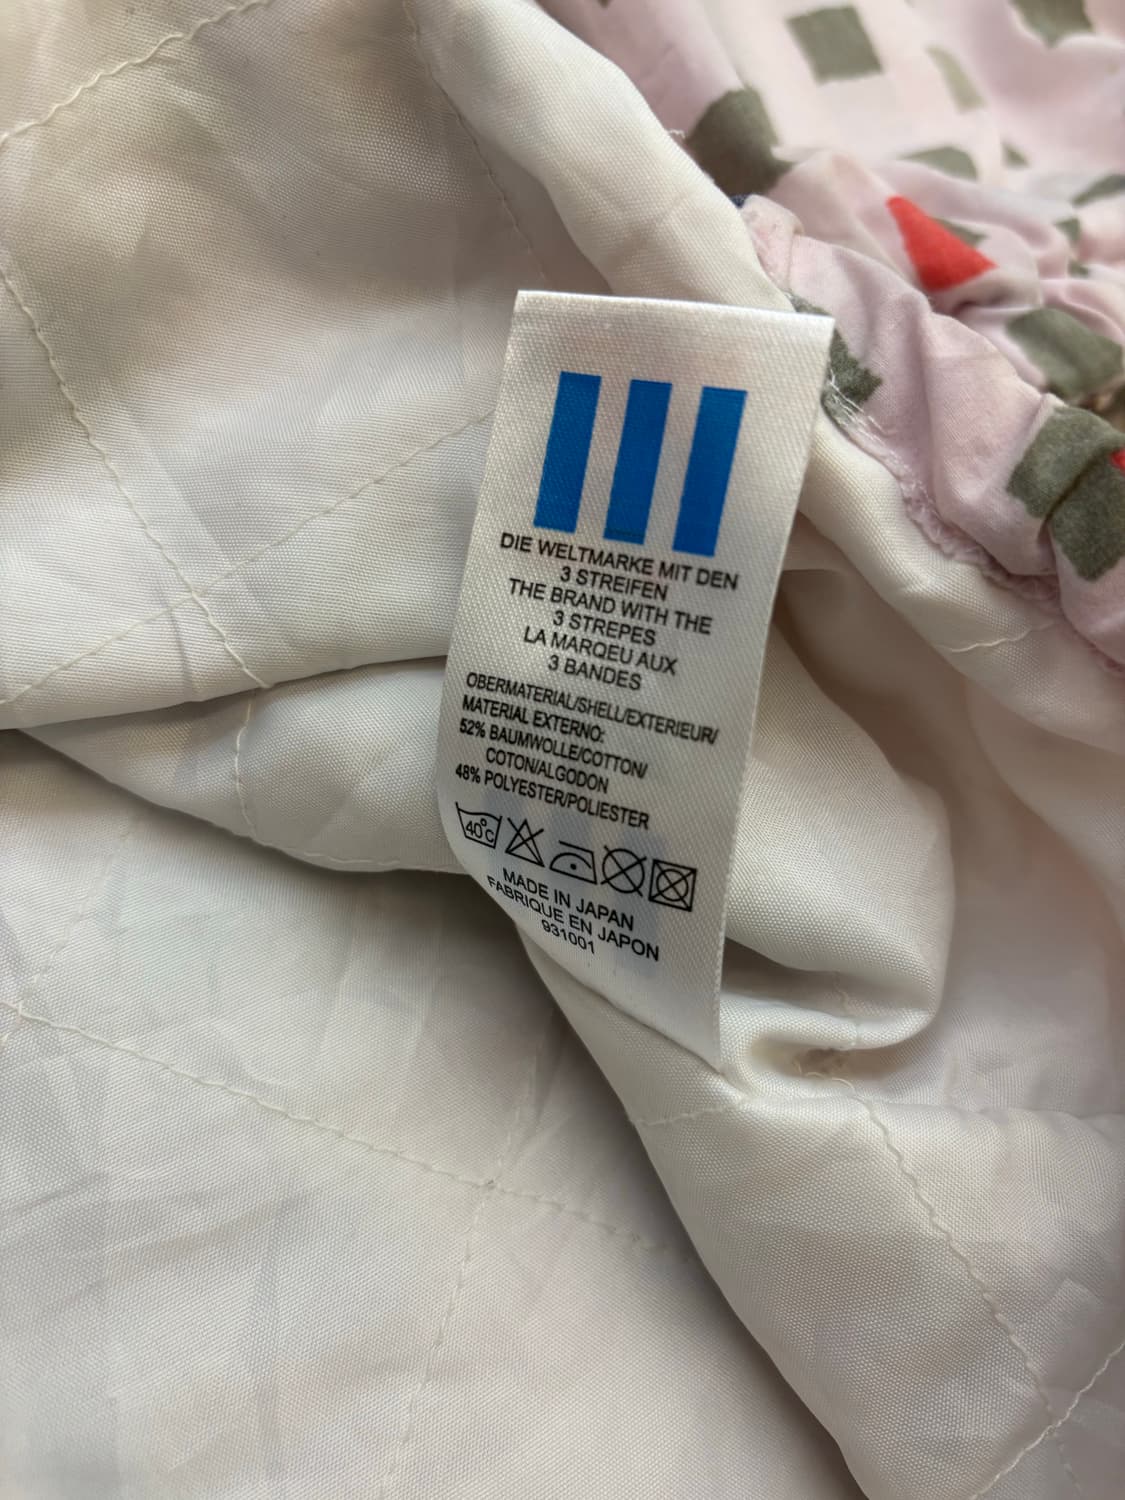 DIE WELTMARKE MIT DEN
3 STREIFEN
THE BRAND WITH THE
3 STREPES
LA MARQEU AUX
3 BANDES
OBERMATERIAL/SHELL/EXTERIEUR/
MATERIAL EXTERNO:
52% BAUMWOLLE/COTTON/
COTON/ALGODON
48% POLYESTER/POLIESTER
40°C
MADE IN JAPAN
FABRIQUE EN JAPON
931001